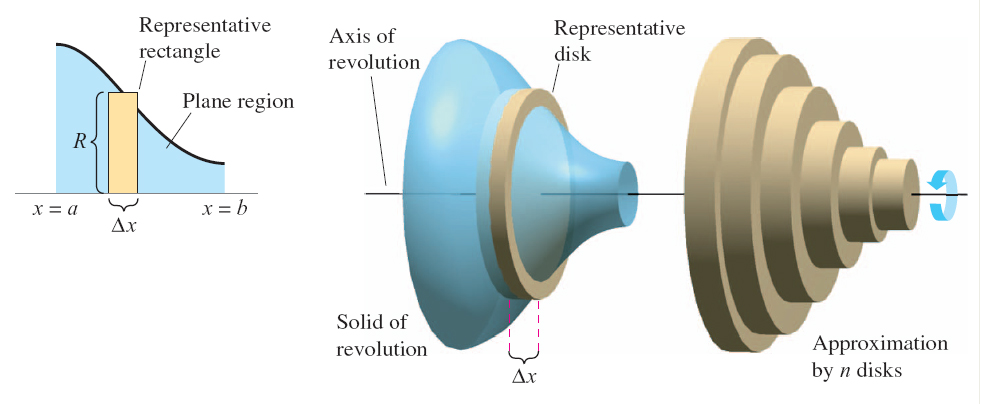 Representative
rectangle
Plane region
R
x = a
x = b
Δx
Axis of
revolution
Representative
disk
Solid of
revolution
Δx
Approximation
by n disks